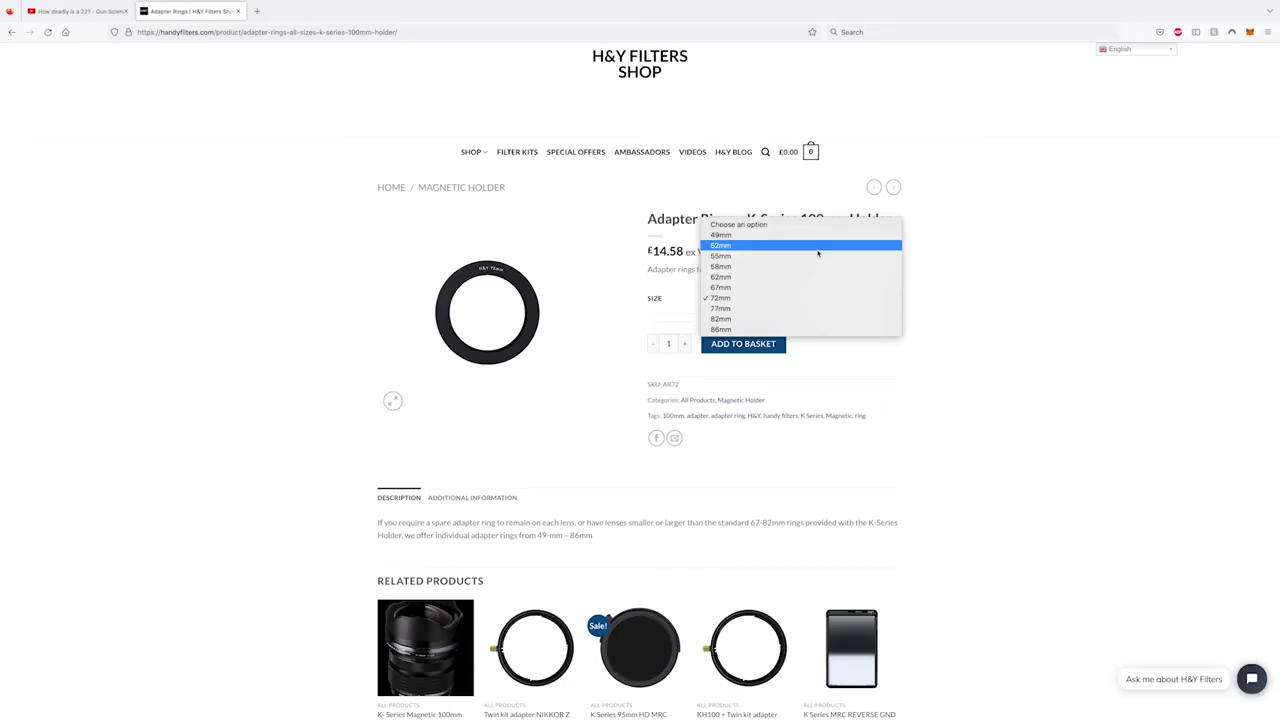 How deadly is a 22? - Gun Scien
Adapter Rings | H&Y Filters Sho
https://handyfilters.com/product/adapter-rings-all-sizes-k-series-100mm-holder/
Search
H&Y FILTERS
SHOP
English
SHOP
FILTER KITS
SPECIAL OFFERS
AMBASSADORS
VIDEOS
H&Y BLOG
£0.00
0
HOME / MAGNETIC HOLDER
Adapter
£14.58 ex
Adapter rings f
SIZE
Choose an option
49mm
52mm
55mm
58mm
62mm
67mm
✓ 72mm
77mm
82mm
86mm
H&Y 72mm
- 1 +
ADD TO BASKET
SKU: AR72
Categories: All Products, Magnetic Holder
Tags: 100mm, adapter, adapter ring, H&Y, handy filters, K Series, Magnetic, ring
DESCRIPTION
ADDITIONAL INFORMATION
If you require a spare adapter ring to remain on each lens, or have lenses smaller or larger than the standard 67-82mm rings provided with the K-Series
Holder, we offer individual adapter rings from 49-mm – 86mm
RELATED PRODUCTS
Sale!
ALL PRODUCTS
K- Series Magnetic 100mm
ALL PRODUCTS
Twin kit adapter NIKKOR Z
ALL PRODUCTS
K Series 95mm HD MRC
ALL PRODUCTS
KH100 + Twin kit adapter
ALL PRODUCTS
K Series MRC REVERSE GND
Ask me about H&Y Filters